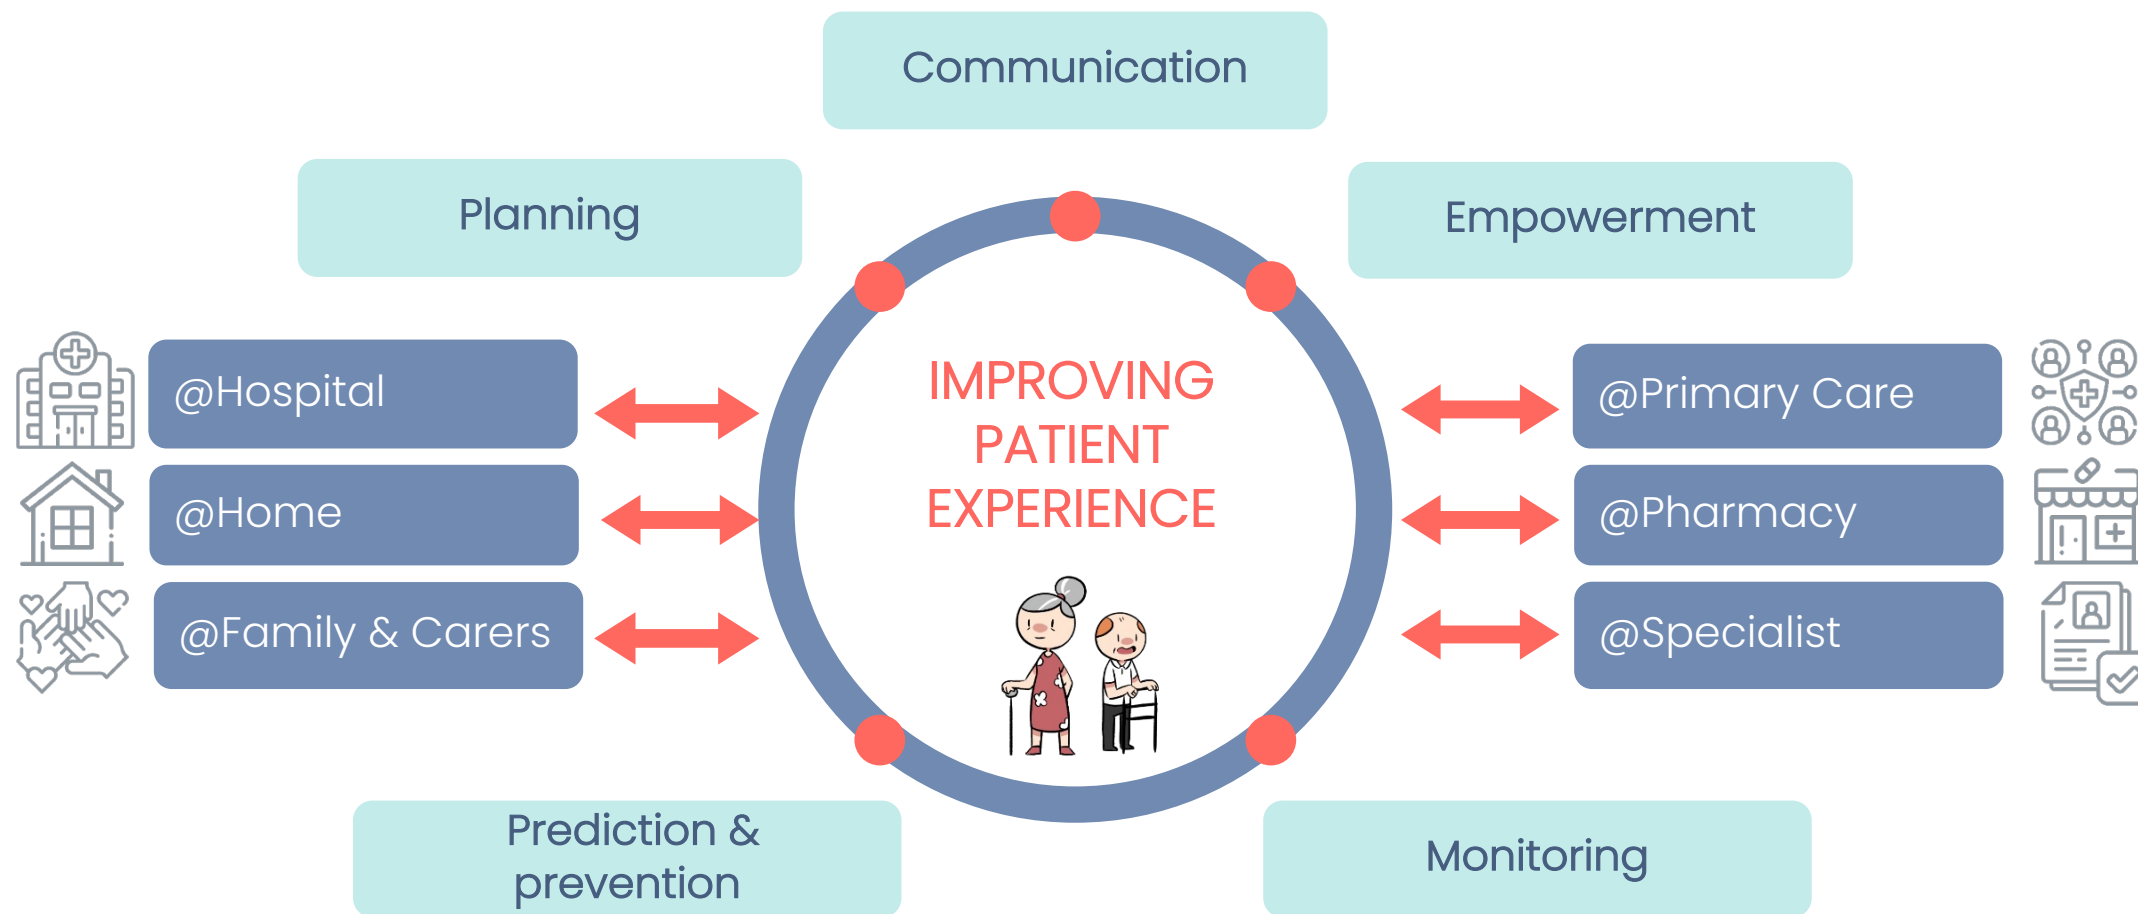 Communication
Planning
Empowerment
IMPROVING
PATIENT
EXPERIENCE
@Hospital
@Home
@Family & Carers
@Primary Care
@Pharmacy
@Specialist
Prediction &
prevention
Monitoring